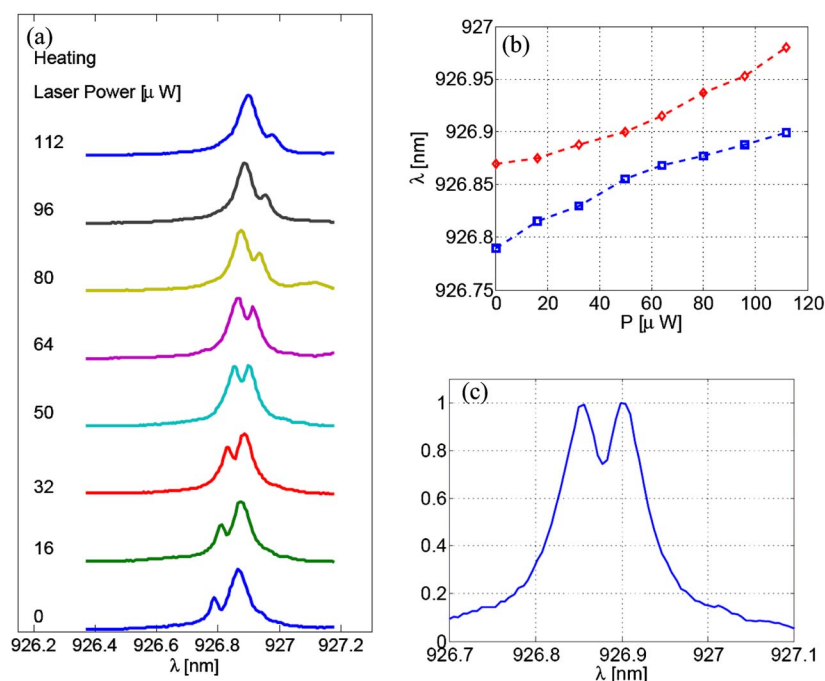 (a)
Heating
Laser Power [μ W]
112
96
80
64
50
32
16
0
926.2 926.4 926.6 926.8 927 927.2
λ [nm]
(b)
927
926.95
926.9
926.85
926.8
926.75
λ [nm]
0 20 40 60 80 100 120
P [μ W]
(c)
1
0.8
0.6
0.4
0.2
0
926.7 926.8 926.9 927 927.1
λ [nm]